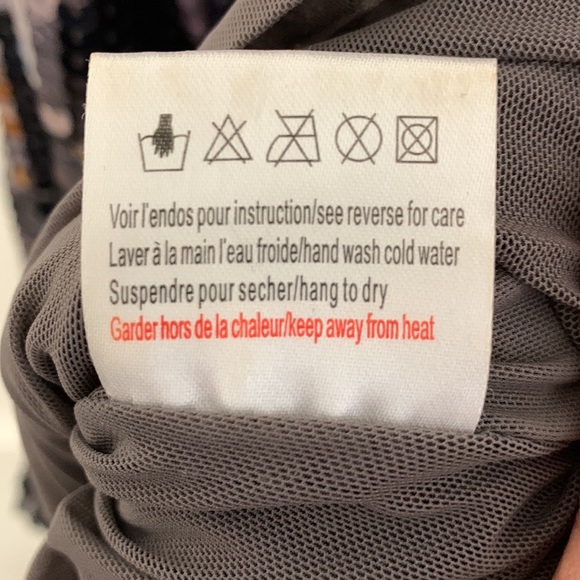 Voir l'endos pour instruction/see reverse for care
Laver à la main l'eau froide/hand wash cold water
Suspendre pour secher/hang to dry
Garder hors de la chaleur/keep away from heat